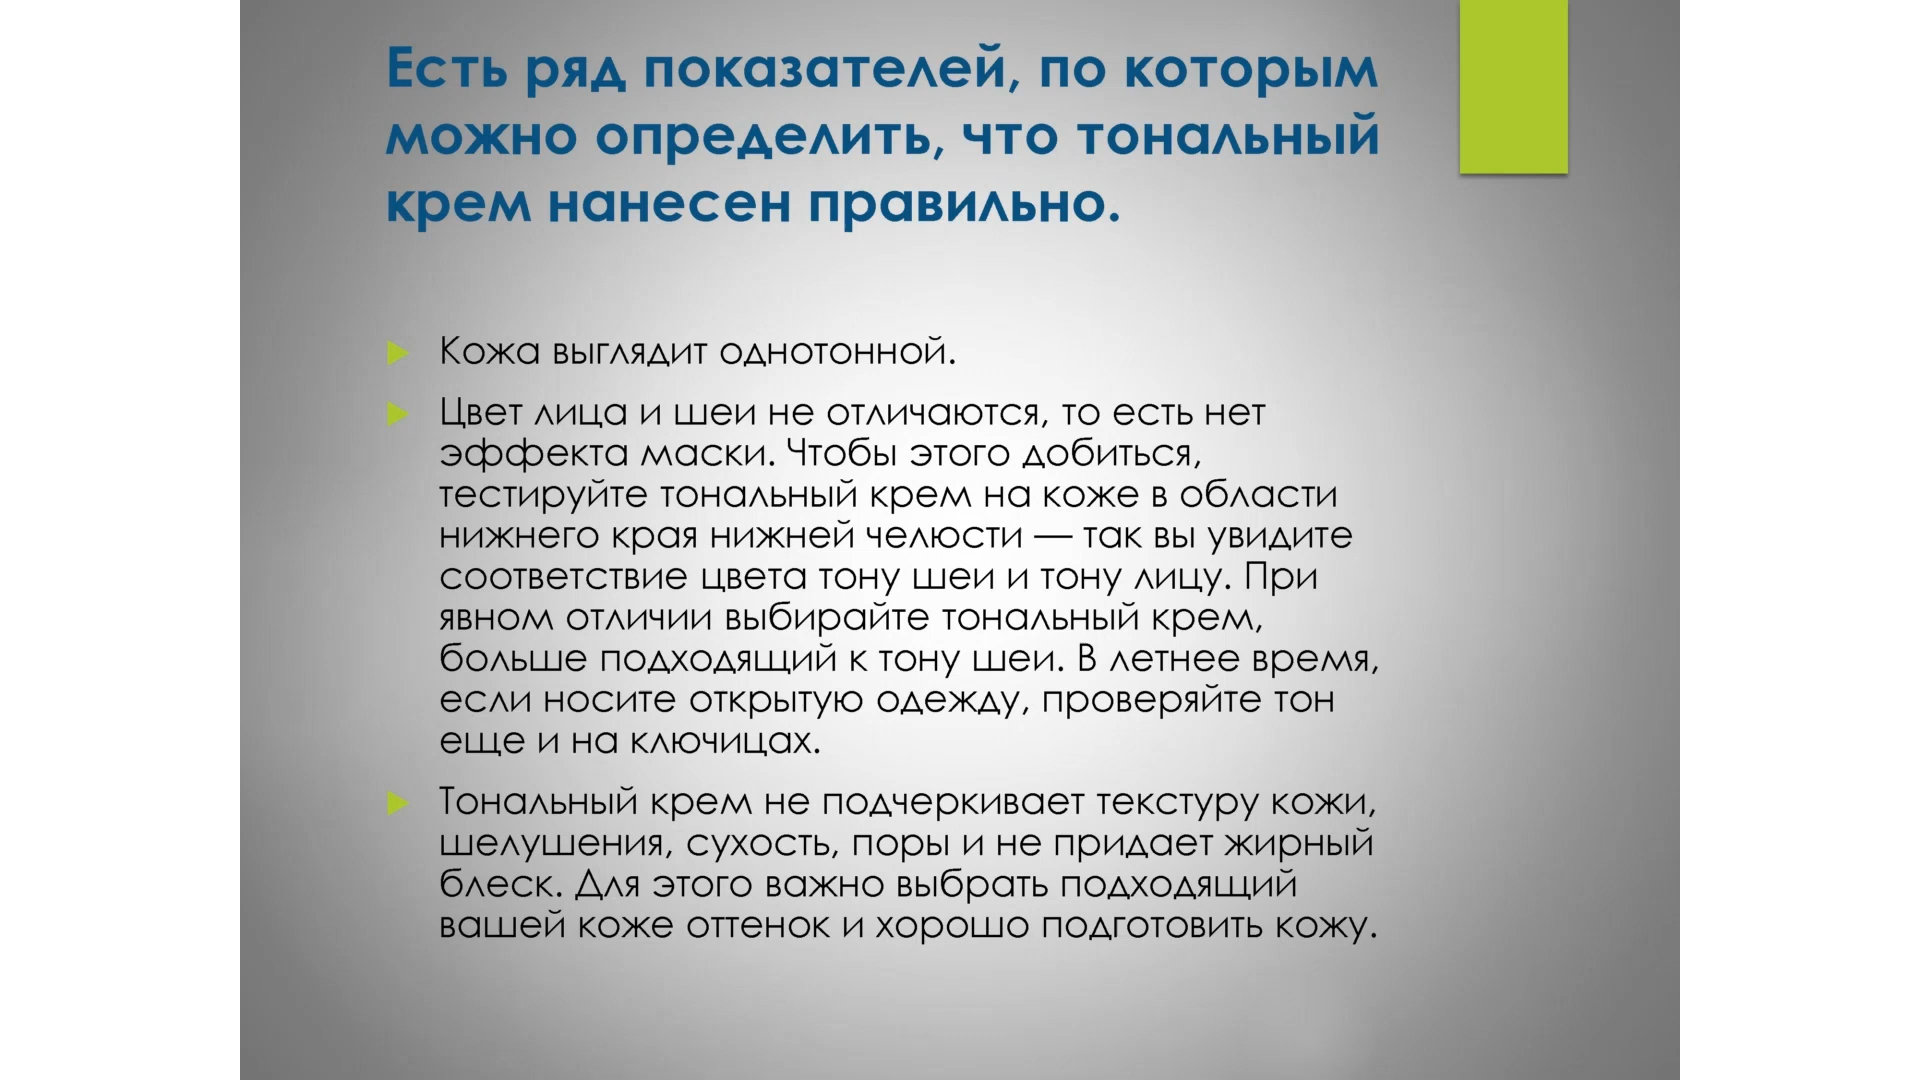 Есть ряд показателей, по которым
можно определить, что тональный
крем нанесен правильно.
Кожа выглядит однотонной.
Цвет лица и шеи не отличаются, то есть нет
эффекта маски. Чтобы этого добиться,
тестируйте тональный крем на коже в области
нижнего края нижней челюсти — так вы увидите
соответствие цвета тону шеи и тону лицу. При
явном отличии выбирайте тональный крем,
больше подходящий к тону шеи. В летнее время,
если носите открытую одежду, проверяйте тон
еще и на ключицах.
Тональный крем не подчеркивает текстуру кожи,
шелушения, сухость, поры и не придает жирный
блеск. Для этого важно выбрать подходящий
вашей коже оттенок и хорошо подготовить кожу.